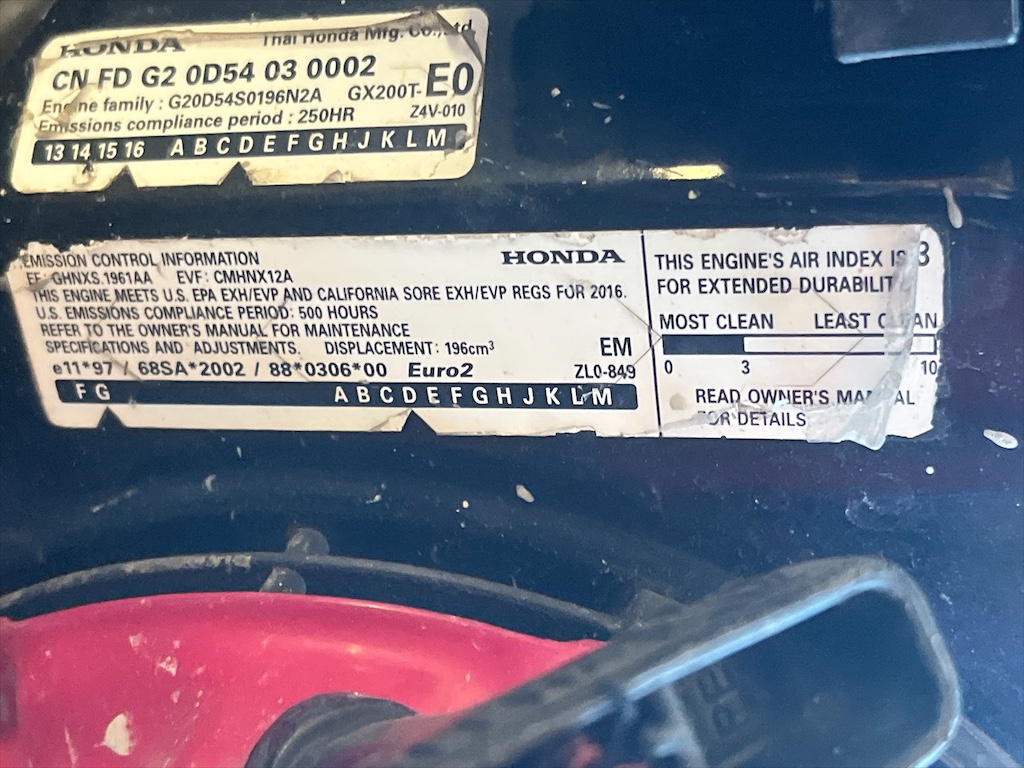 HONDA Thai Honda Mfg. Co., Ltd.
CN FD G2 0D54 03 0002
Engine family : G20D54S0196N2A GX200T-E0
Emissions compliance period : 250HR Z4V-010
13 14 15 16 A B C D E F G H J K L M
EMISSION CONTROL INFORMATION HONDA
EF: GHNXS.1961AA EVF: CMHNX12A
THIS ENGINE MEETS U.S. EPA EXH/EVP AND CALIFORNIA SORE EXH/EVP REGS FOR 2016.
U.S. EMISSIONS COMPLIANCE PERIOD: 500 HOURS
REFER TO THE OWNER'S MANUAL FOR MAINTENANCE
SPECIFICATIONS AND ADJUSTMENTS. DISPLACEMENT: 196cm³ EM
e11*97 / 68SA*2002 / 88*0306*00 Euro2 ZL0-849
F G A B C D E F G H J K L M
THIS ENGINE'S AIR INDEX IS 3
FOR EXTENDED DURABILIT
MOST CLEAN LEAST CLEAN
0 3 10
READ OWNER'S MANUAL
FOR DETAILS